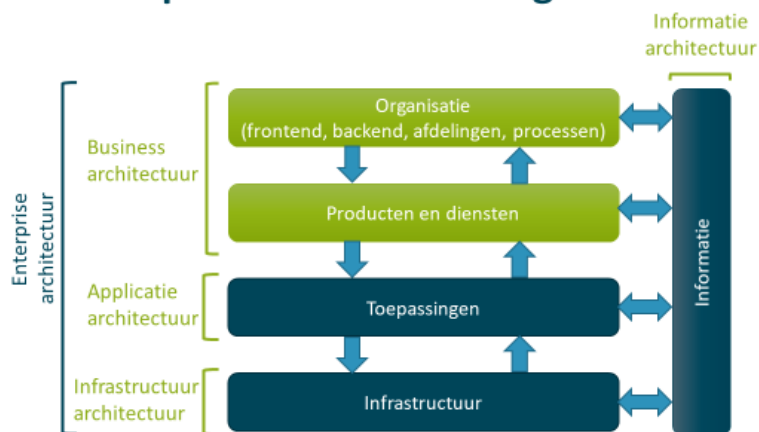 Informatie
architectuur
Organisatie
(frontend, backend, afdelingen, processen)
Business
architectuur
Producten en diensten
Enterprise
architectuur
Informatie
Applicatie
architectuur
Toepassingen
Infrastructuur
architectuur
Infrastructuur